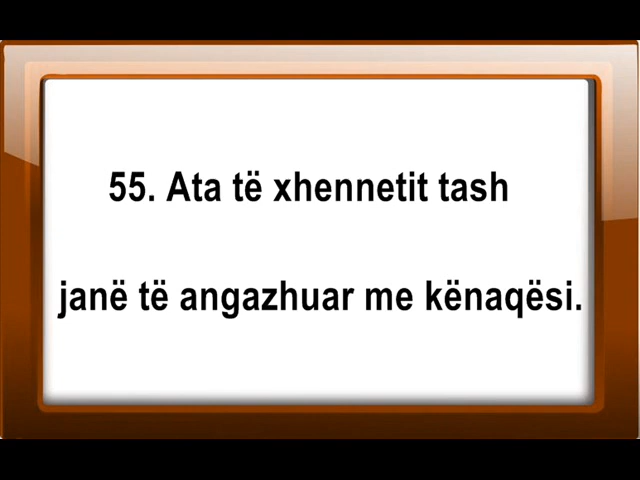 55. Ata të xhennetit tash
janë të angazhuar me kënaqësi.